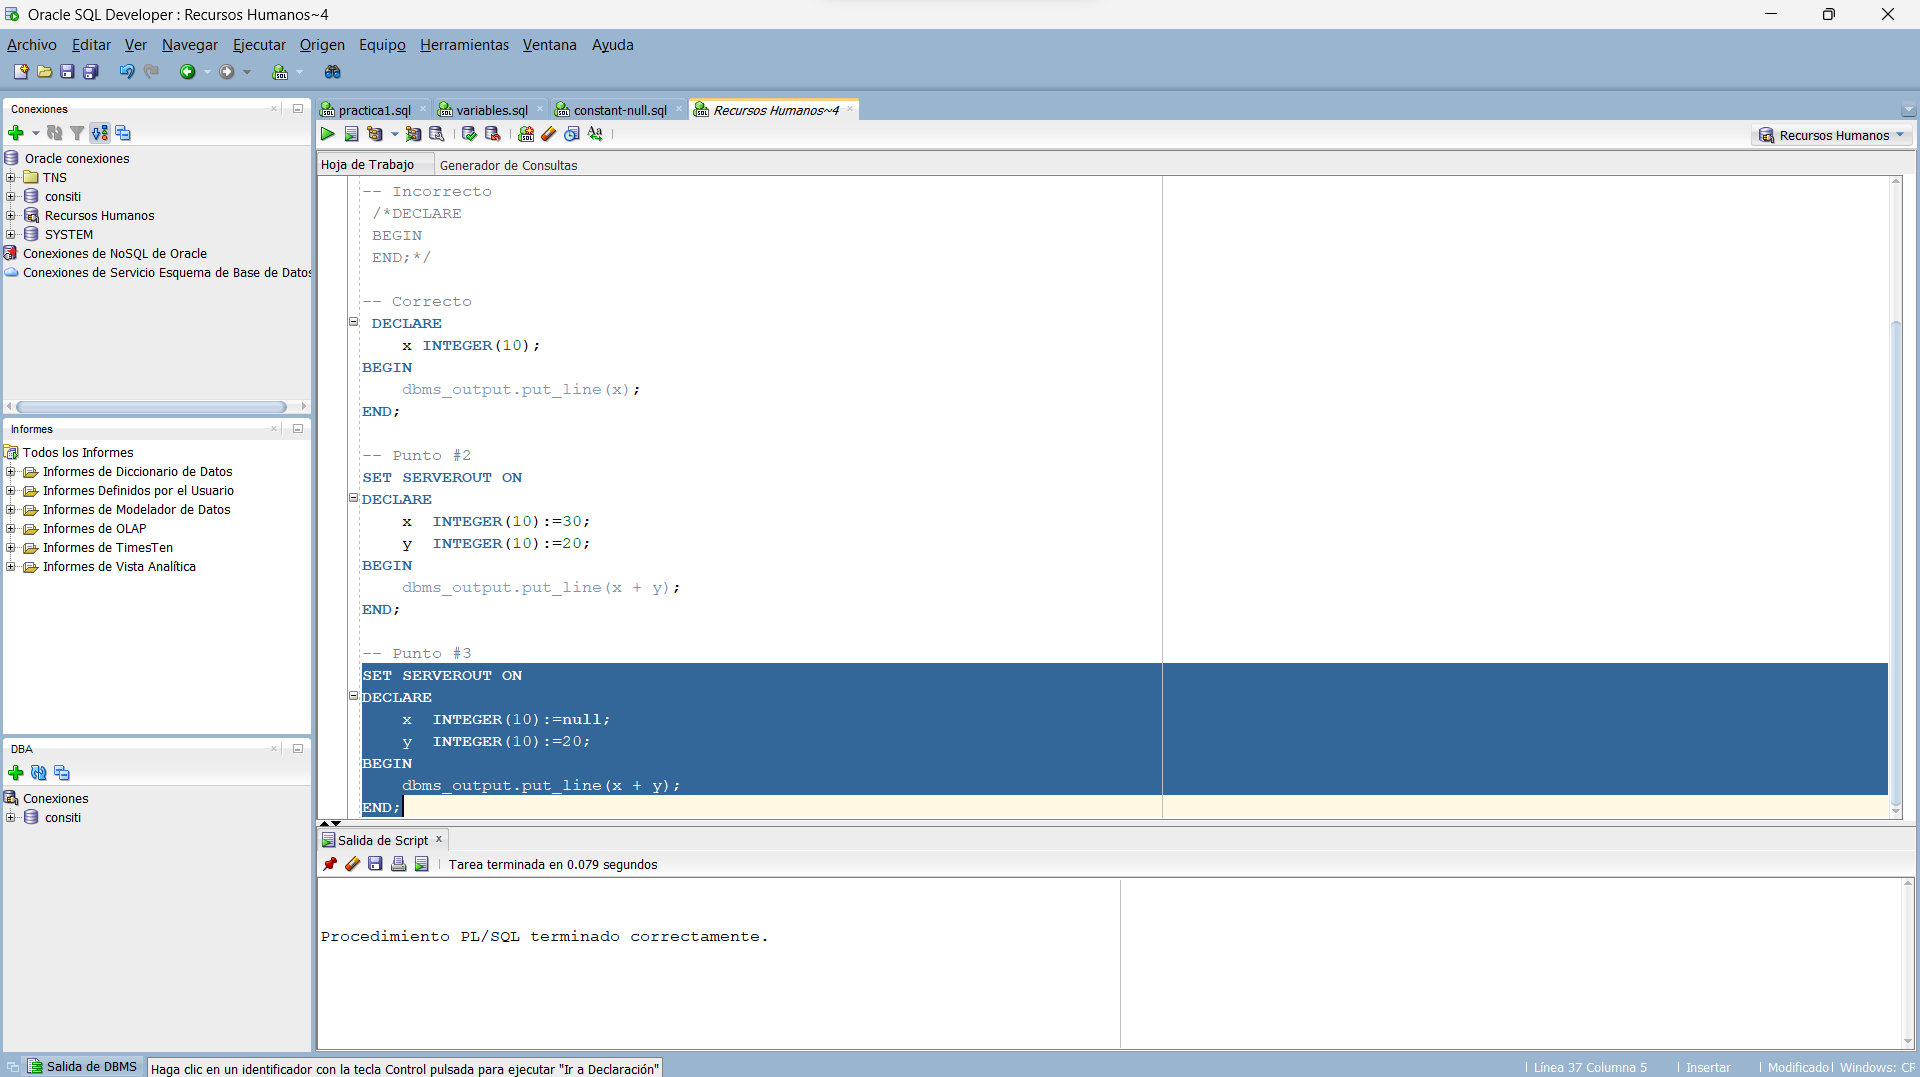 Oracle SQL Developer : Recursos Humanos~4
Archivo Editar Ver Navegar Ejecutar Origen Equipo Herramientas Ventana Ayuda
Conexiones
Oracle conexiones
TNS
consiti
Recursos Humanos
SYSTEM
Conexiones de NoSQL de Oracle
Conexiones de Servicio Esquema de Base de Datos
Informes
Todos los Informes
Informes de Diccionario de Datos
Informes Definidos por el Usuario
Informes de Modelador de Datos
Informes de OLAP
Informes de TimesTen
Informes de Vista Analítica
DBA
Conexiones
consiti
practica1.sql variables.sql constant-null.sql Recursos Humanos~4
Recursos Humanos
Hoja de Trabajo Generador de Consultas
-- Incorrecto
/*DECLARE
BEGIN
END;*/
-- Correcto
DECLARE
x INTEGER(10);
BEGIN
dbms_output.put_line(x);
END;
-- Punto #2
SET SERVEROUT ON
DECLARE
x INTEGER(10):=30;
y INTEGER(10):=20;
BEGIN
dbms_output.put_line(x + y);
END;
-- Punto #3
SET SERVEROUT ON
DECLARE
x INTEGER(10):=null;
y INTEGER(10):=20;
BEGIN
dbms_output.put_line(x + y);
END;
Salida de Script
Tarea terminada en 0.079 segundos
Procedimiento PL/SQL terminado correctamente.
Salida de DBMS
Haga clic en un identificador con la tecla Control pulsada para ejecutar "Ir a Declaración"
Línea 37 Columna 5 Insertar Modificado Windows: CR